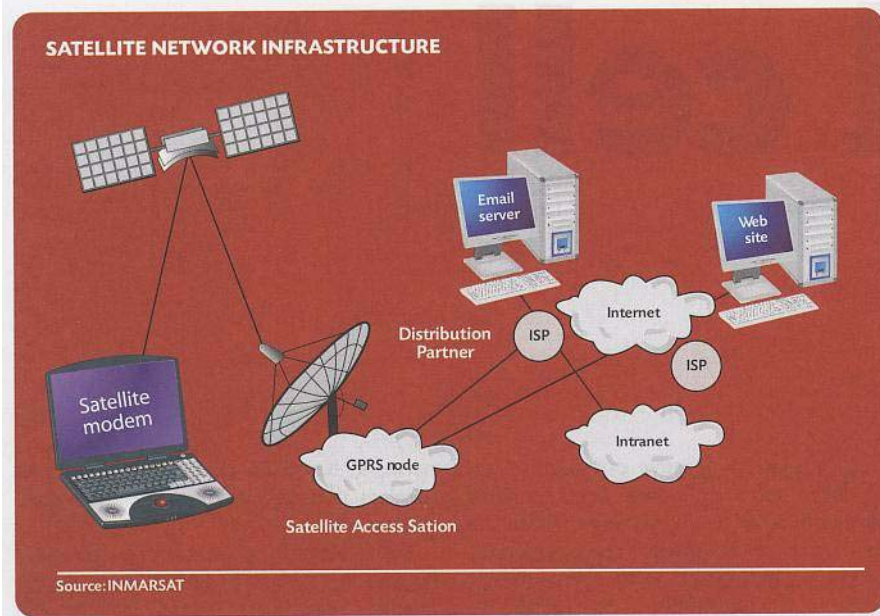 SATELLITE NETWORK INFRASTRUCTURE
Email
server
Web
site
Internet
Distribution
Partner
ISP
ISP
Satellite
modem
Intranet
GPRS node
Satellite Access Sation
Source:INMARSAT